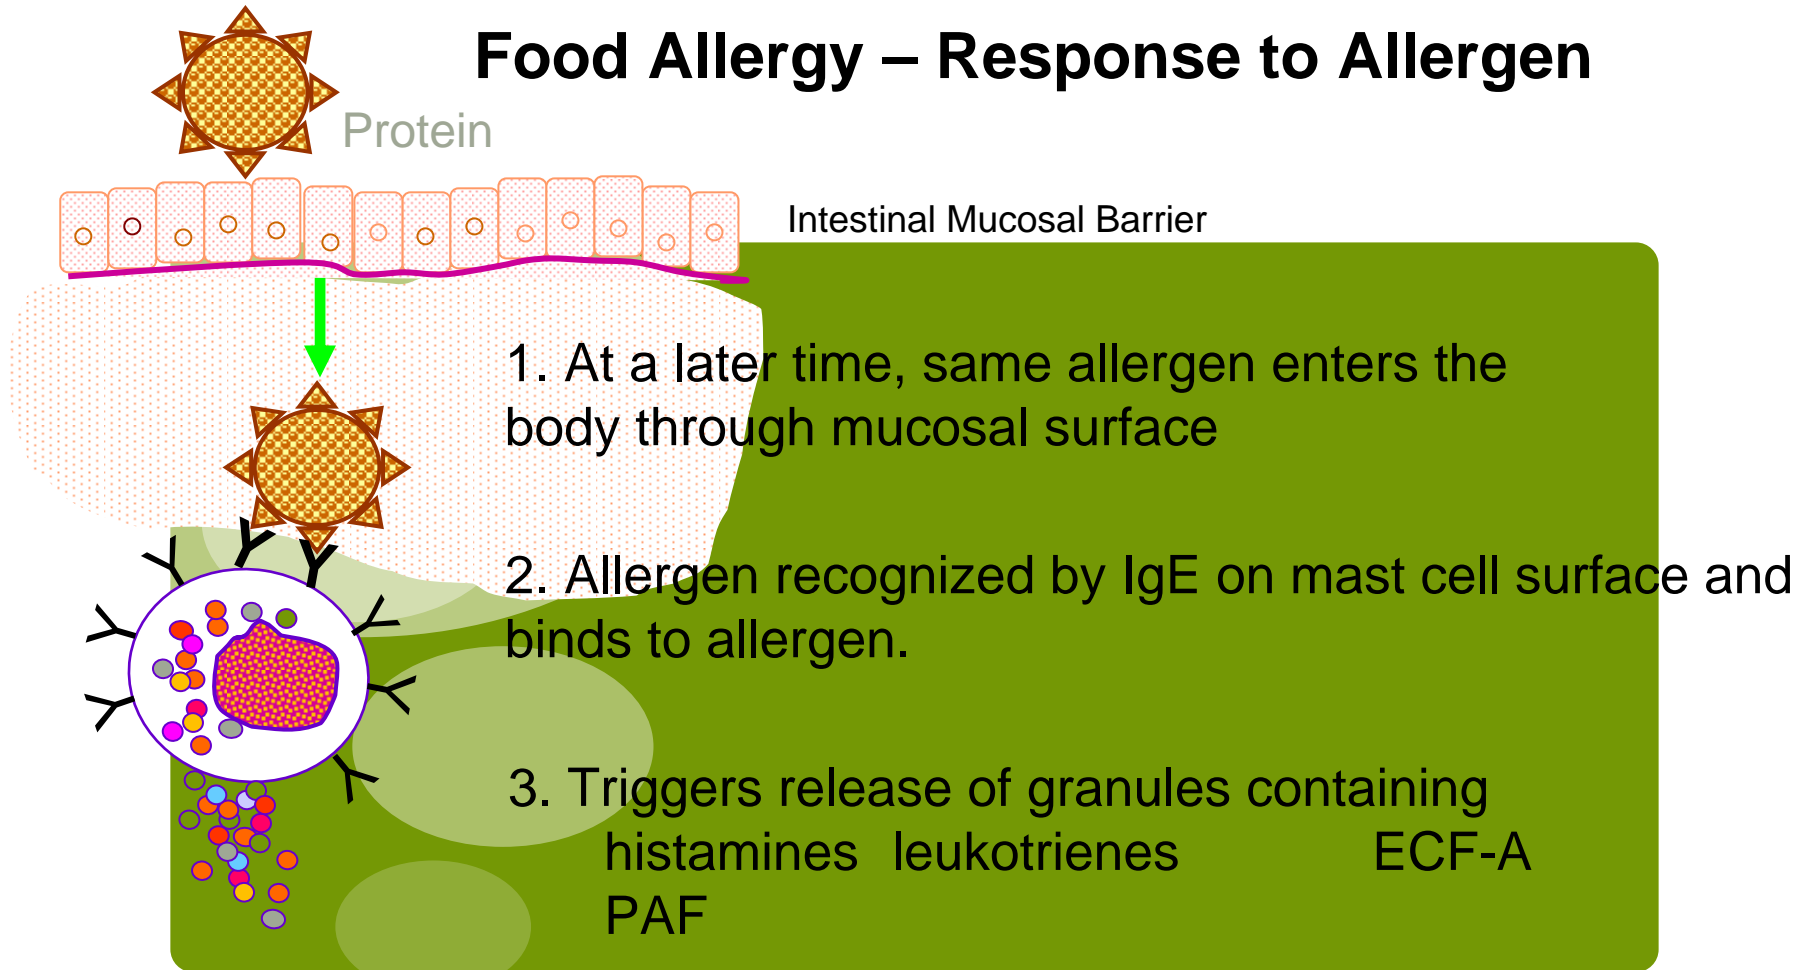 Food Allergy – Response to Allergen
Protein
Intestinal Mucosal Barrier
1. At a later time, same allergen enters the
body through mucosal surface
2. Allergen recognized by IgE on mast cell surface and
binds to allergen.
3. Triggers release of granules containing
histamines leukotrienes ECF-A
PAF